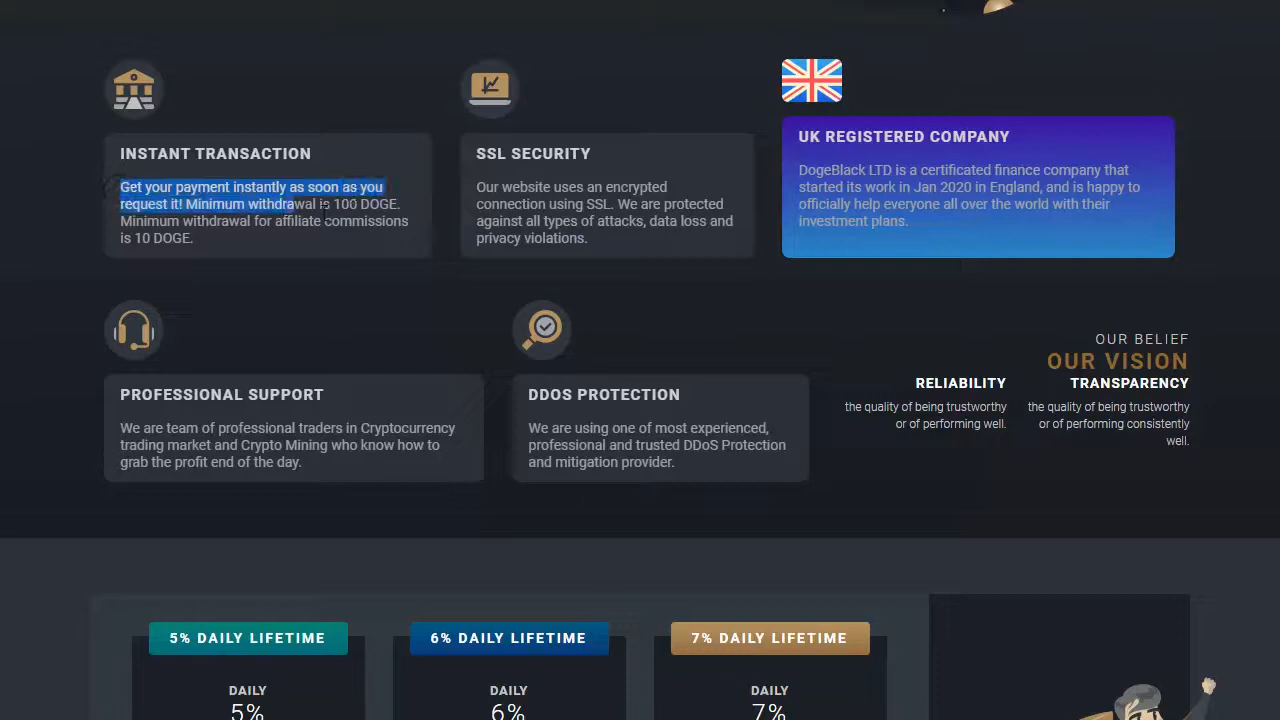 INSTANT TRANSACTION
Get your payment instantly as soon as you
request it! Minimum withdrawal is 100 DOGE.
Minimum withdrawal for affiliate commissions
is 10 DOGE.
SSL SECURITY
Our website uses an encrypted
connection using SSL. We are protected
against all types of attacks, data loss and
privacy violations.
UK REGISTERED COMPANY
DogeBlack LTD is a certificated finance company that
started its work in Jan 2020 in England, and is happy to
officially help everyone all over the world with their
investment plans.
PROFESSIONAL SUPPORT
We are team of professional traders in Cryptocurrency
trading market and Crypto Mining who know how to
grab the profit end of the day.
DDOS PROTECTION
We are using one of most experienced,
professional and trusted DDoS Protection
and mitigation provider.
OUR BELIEF
OUR VISION
RELIABILITY
the quality of being trustworthy
or of performing well.
TRANSPARENCY
the quality of being trustworthy
or of performing consistently
well.
5% DAILY LIFETIME
DAILY
5%
6% DAILY LIFETIME
DAILY
6%
7% DAILY LIFETIME
DAILY
7%